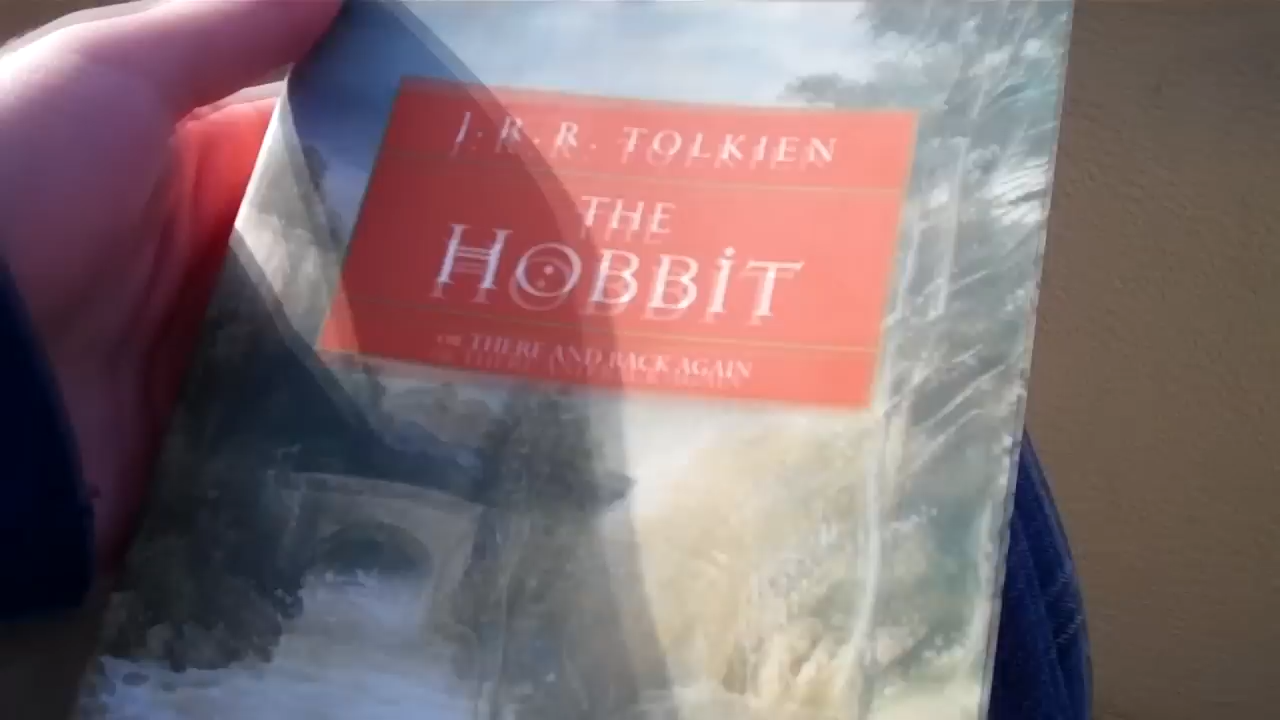 J.R.R. TOLKIEN
THE
HOBBIT
OR THERE AND BACK AGAIN